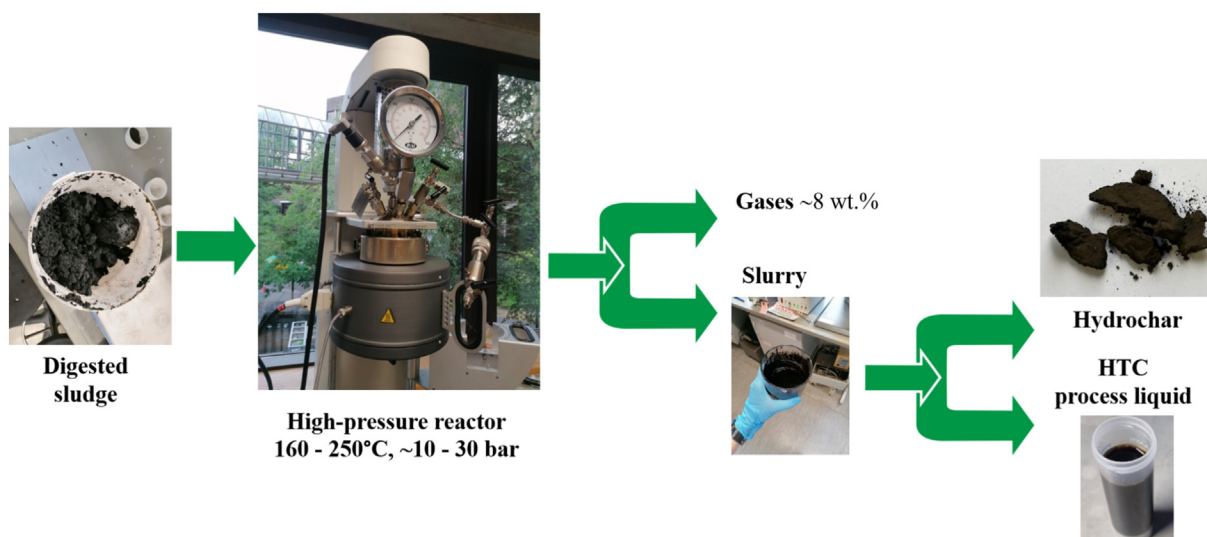 Digested
sludge
High-pressure reactor
160 - 250°C, ~10 - 30 bar
Gases ~8 wt.%
Slurry
Hydrochar
HTC
process liquid